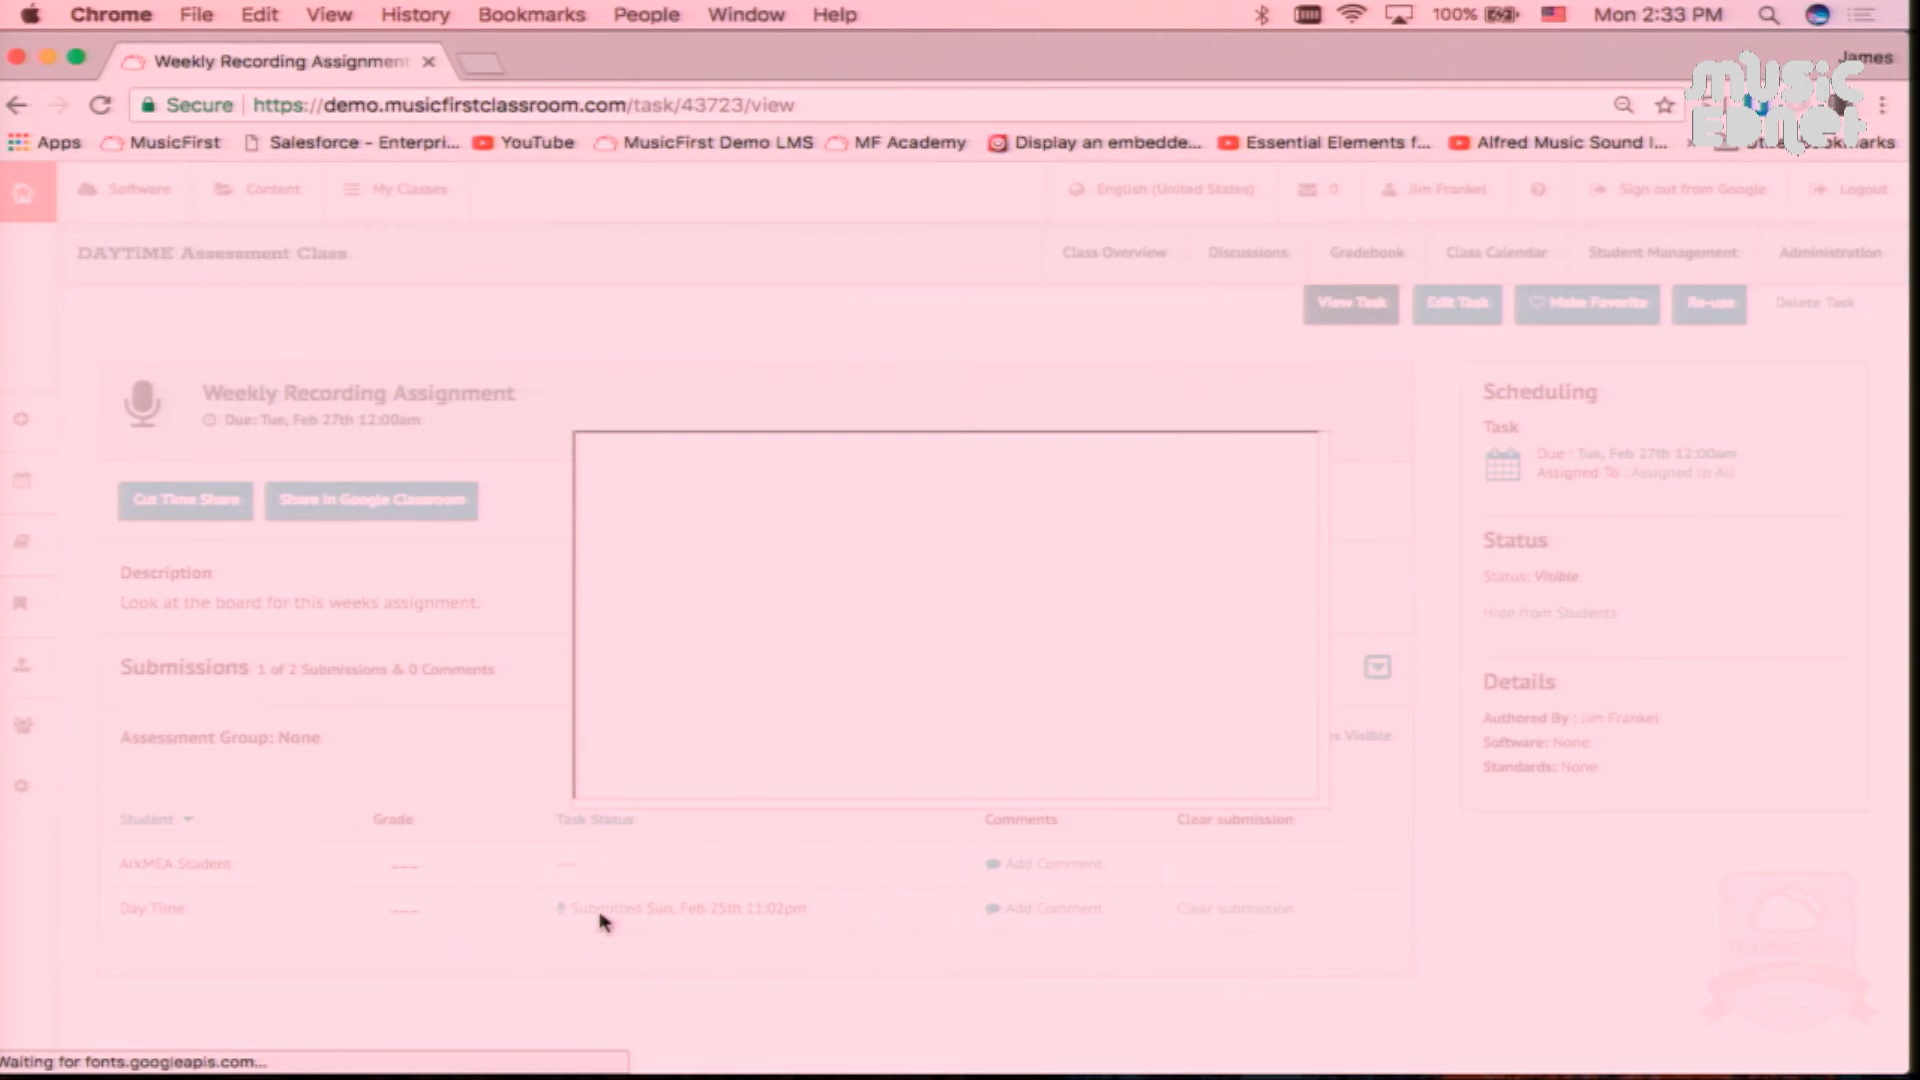 Chrome File Edit View History Bookmarks People Window Help 100% Mon 2:33 PM
Weekly Recording Assignment James
music EDnet
Secure https://demo.musicfirstclassroom.com/task/43723/view
Apps MusicFirst Salesforce - Enterpri... YouTube MusicFirst Demo LMS MF Academy Display an embedde... Essential Elements f... Alfred Music Sound I...
Software Content My Classes English (United States) 0 Jim Frankel Sign out from Google Logout
DAYTiME Assessment Class Class Overview Discussions Gradebook Class Calendar Student Management Administration
View Task Edit Task Make Favorite Re-use Delete Task
Weekly Recording Assignment
Due: Tue, Feb 27th 12:00am
Cut Time Share Share in Google Classroom
Description
Look at the board for this weeks assignment.
Submissions 1 of 2 Submissions & 0 Comments
Assessment Group: None
Visible
Student Grade Task Status Comments Clear submission
ArkMEA Student --- --- Add Comment
Day Time --- Submitted Sun, Feb 25th 11:02pm Add Comment Clear submission
Scheduling
Task
Due : Tue, Feb 27th 12:00am
Assigned To : Assigned to All
Status
Status: Visible
Hide from Students
Details
Authored By : Jim Frankel
Software: None
Standards: None
Waiting for fonts.googleapis.com...